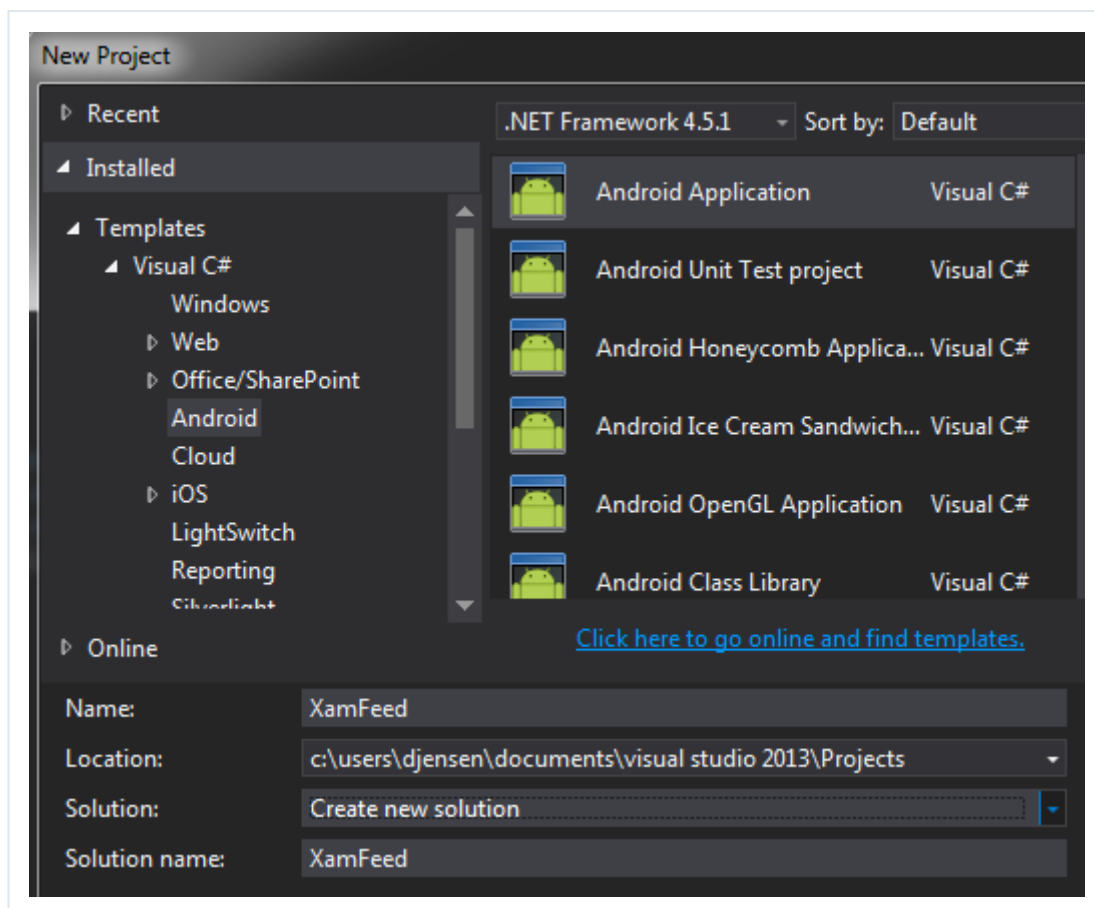 New Project
Recent
.NET Framework 4.5.1 Sort by: Default
Installed
Templates
Visual C#
Windows
Web
Office/SharePoint
Android
Cloud
iOS
LightSwitch
Reporting
Silverlight
Online
Android Application Visual C#
Android Unit Test project Visual C#
Android Honeycomb Applica... Visual C#
Android Ice Cream Sandwich... Visual C#
Android OpenGL Application Visual C#
Android Class Library Visual C#
Click here to go online and find templates.
Name: XamFeed
Location: c:\users\djensen\documents\visual studio 2013\Projects
Solution: Create new solution
Solution name: XamFeed